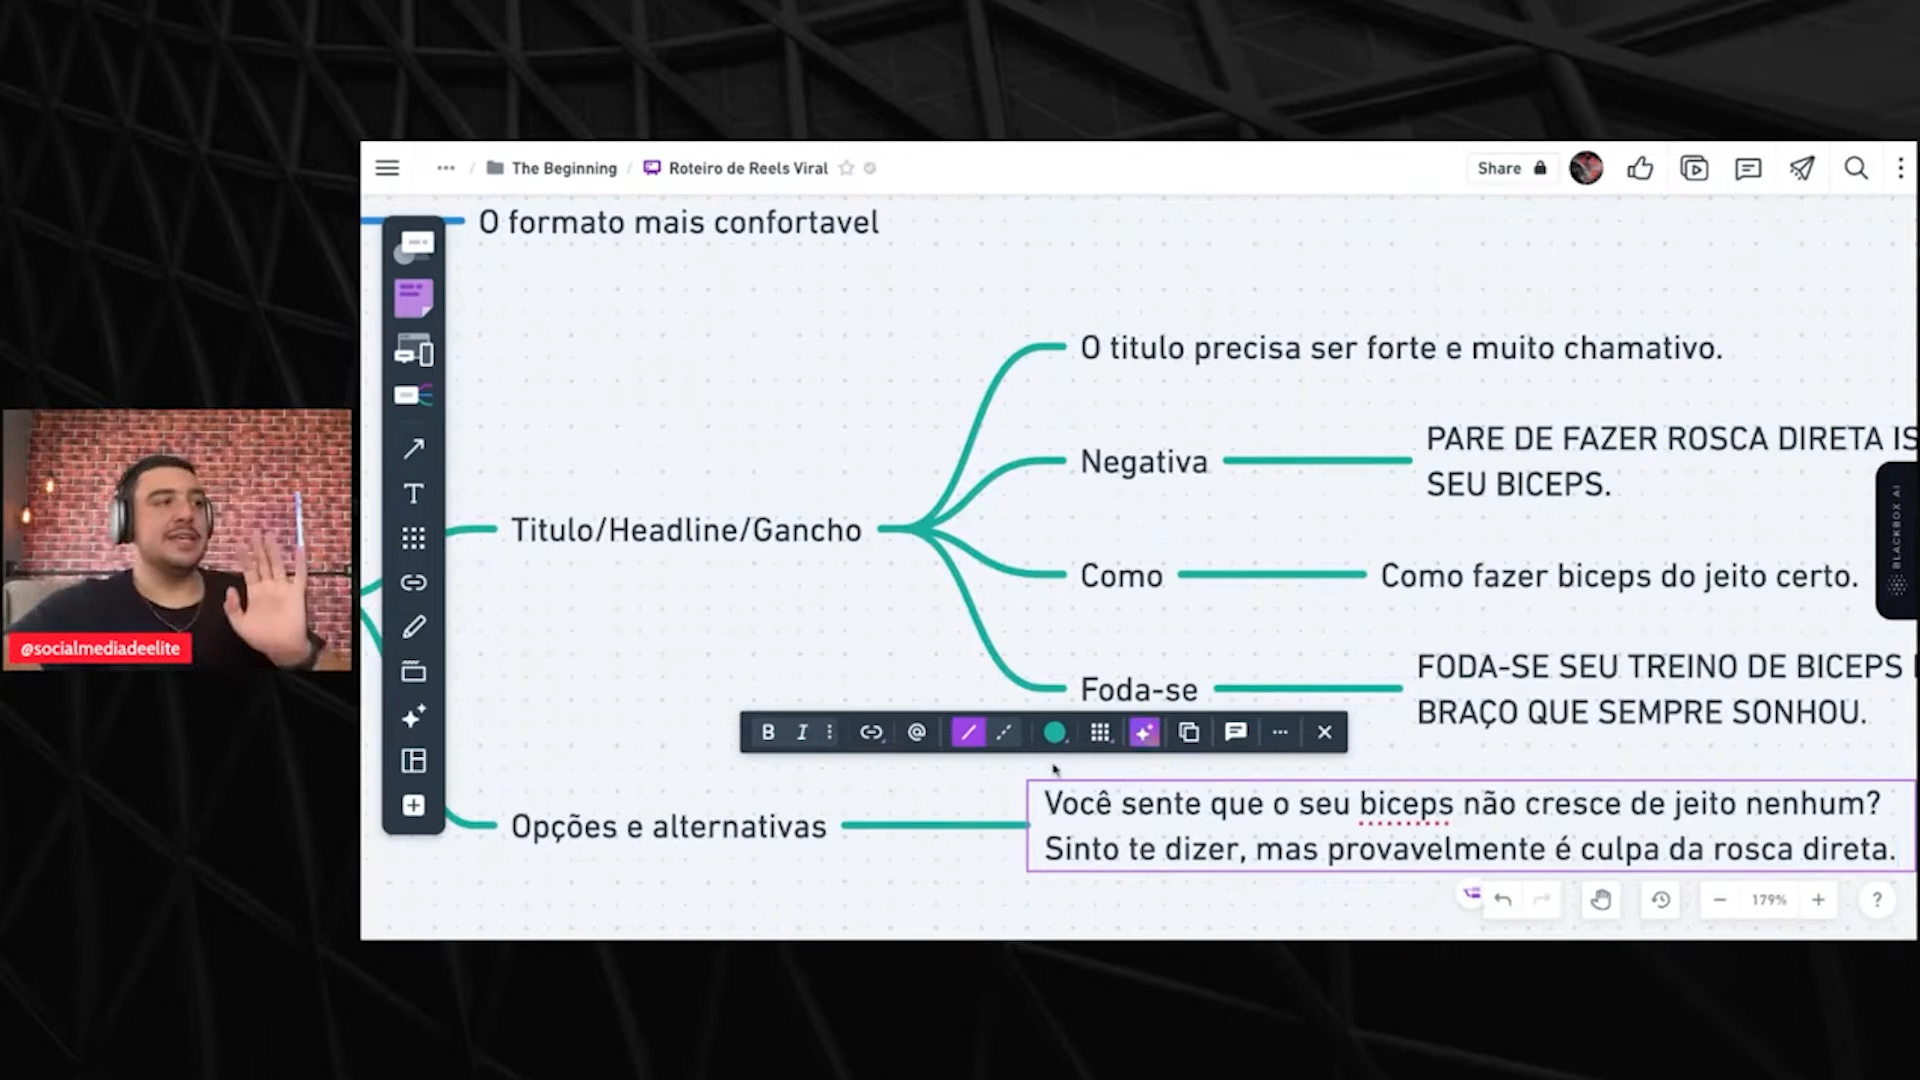 The Beginning / Roteiro de Reels Viral
Share
O formato mais confortavel
O titulo precisa ser forte e muito chamativo.
Negativa
PARE DE FAZER ROSCA DIRETA IS
SEU BICEPS.
Titulo/Headline/Gancho
Como
Como fazer biceps do jeito certo.
Foda-se
FODA-SE SEU TREINO DE BICEPS
BRAÇO QUE SEMPRE SONHOU.
B I
Opções e alternativas
Você sente que o seu biceps não cresce de jeito nenhum?
Sinto te dizer, mas provavelmente é culpa da rosca direta.
179%
@socialmediadeelite
BLACKBOX AI